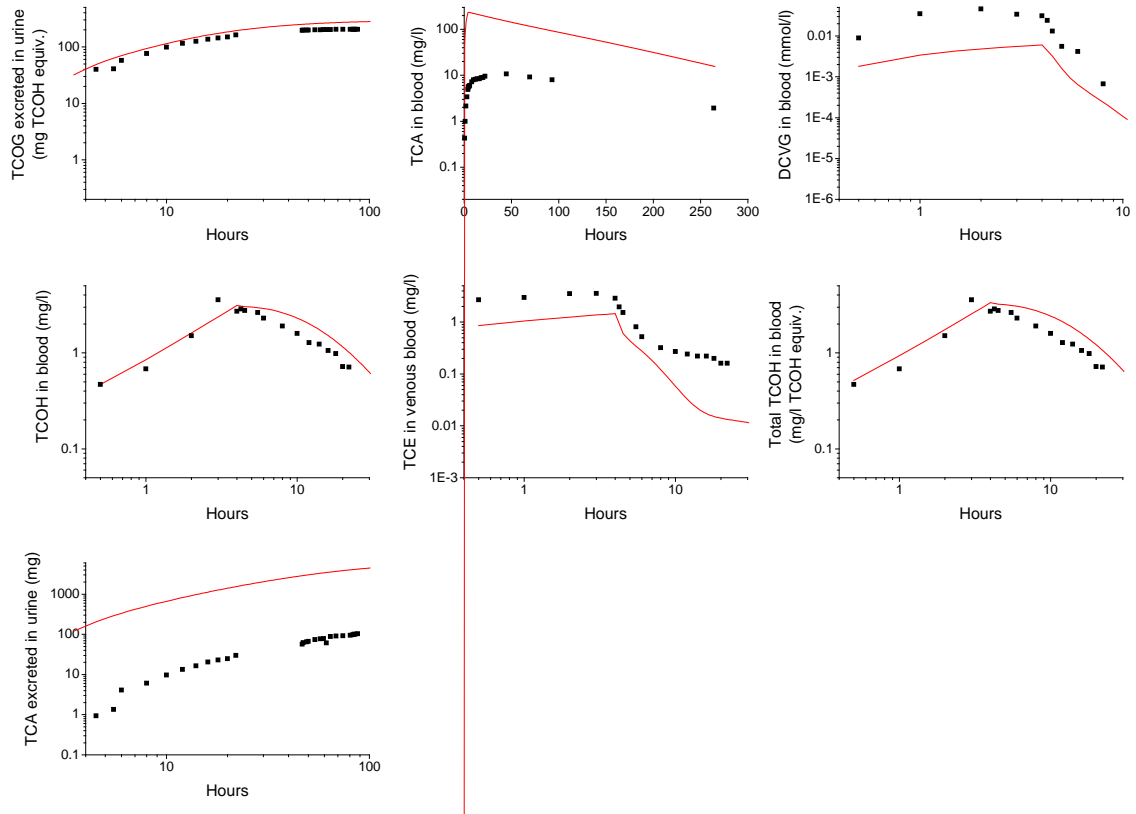 TCOG excreted in urine
(mg TCOH equiv.)
100
10
1
10
100
Hours
TCA in blood (mg/l)
100
10
1
0.1
0
50
100
150
200
250
300
Hours
DCVG in blood (mmol/l)
0.01
1E-3
1E-4
1E-5
1E-6
1
10
Hours
TCOH in blood (mg/l)
1
0.1
1
10
Hours
TCE in venous blood (mg/l)
1
0.1
0.01
1E-3
1
10
Hours
Total TCOH in blood
(mg/l TCOH equiv.)
1
0.1
1
10
Hours
TCA excreted in urine (mg)
1000
100
10
1
0.1
10
100
Hours